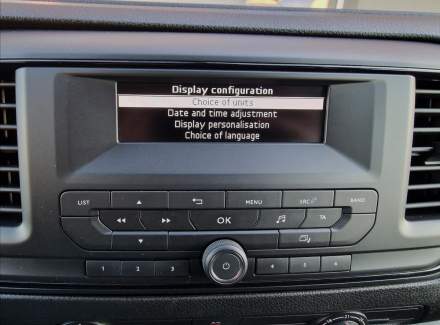 Display configuration
Choice of units
Date and time adjustment
Display personalisation
Choice of language
LIST
MENU
SRC
BAND
OK
TA
1 2 3
4 5 6